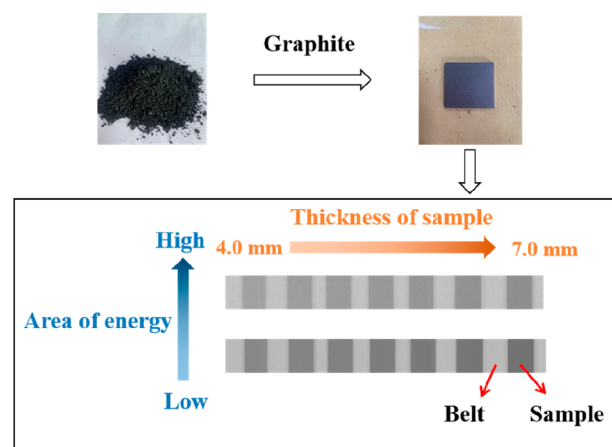 Graphite
Thickness of sample
High
4.0 mm
7.0 mm
Area of energy
Low
Belt
Sample